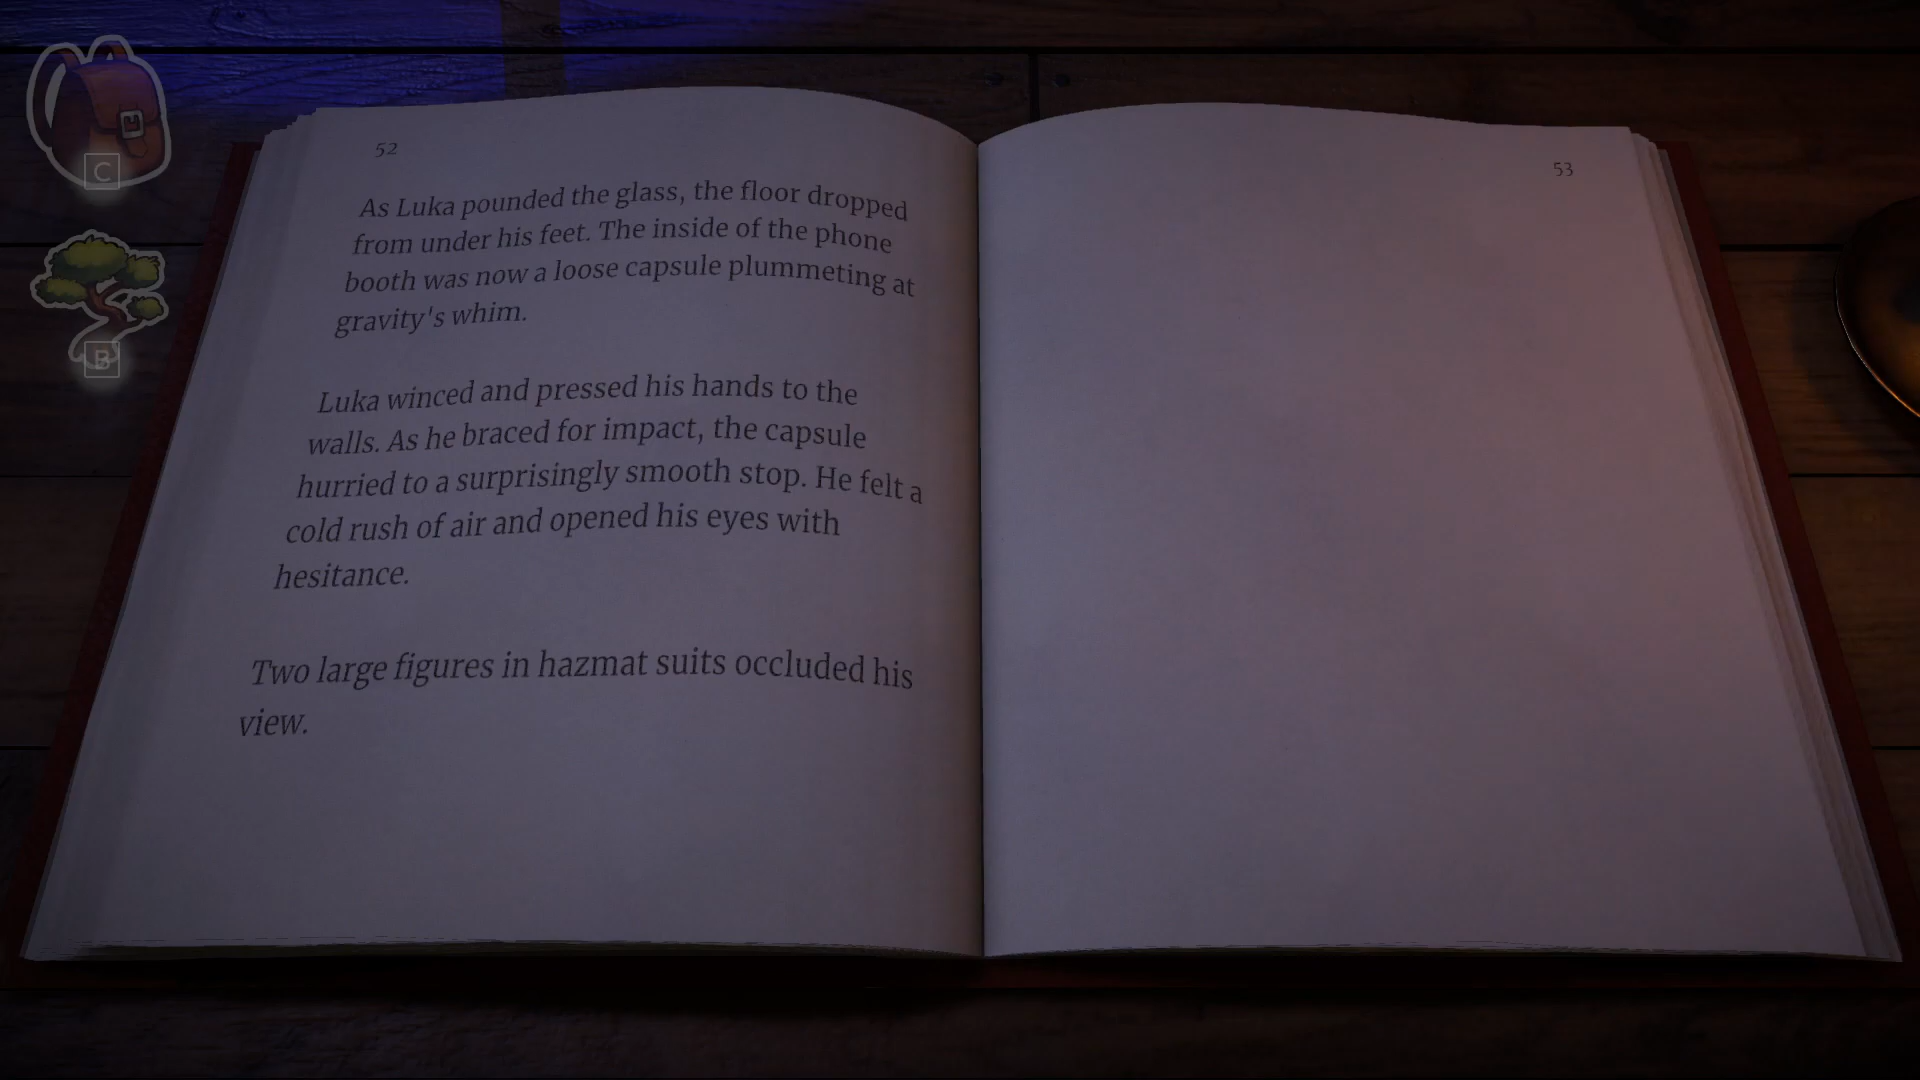 C
B
52
As Luka pounded the glass, the floor dropped
from under his feet. The inside of the phone
booth was now a loose capsule plummeting at
gravity's whim.
Luka winced and pressed his hands to the
walls. As he braced for impact, the capsule
hurried to a surprisingly smooth stop. He felt a
cold rush of air and opened his eyes with
hesitance.
Two large figures in hazmat suits occluded his
view.
53